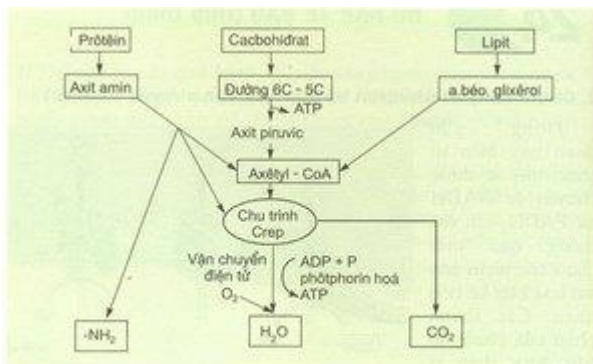 Prôtêin
Cacbohiđrat
Lipit
Axit amin
Đường 6C - 5C
a.béo, glixêrol
ATP
Axit piruvic
Axêtyl - CoA
Chu trình
Crep
Vận chuyển
điện tử
O₂
ADP + P
phôtphorin hoá
ATP
-NH₂
H₂O
CO₂